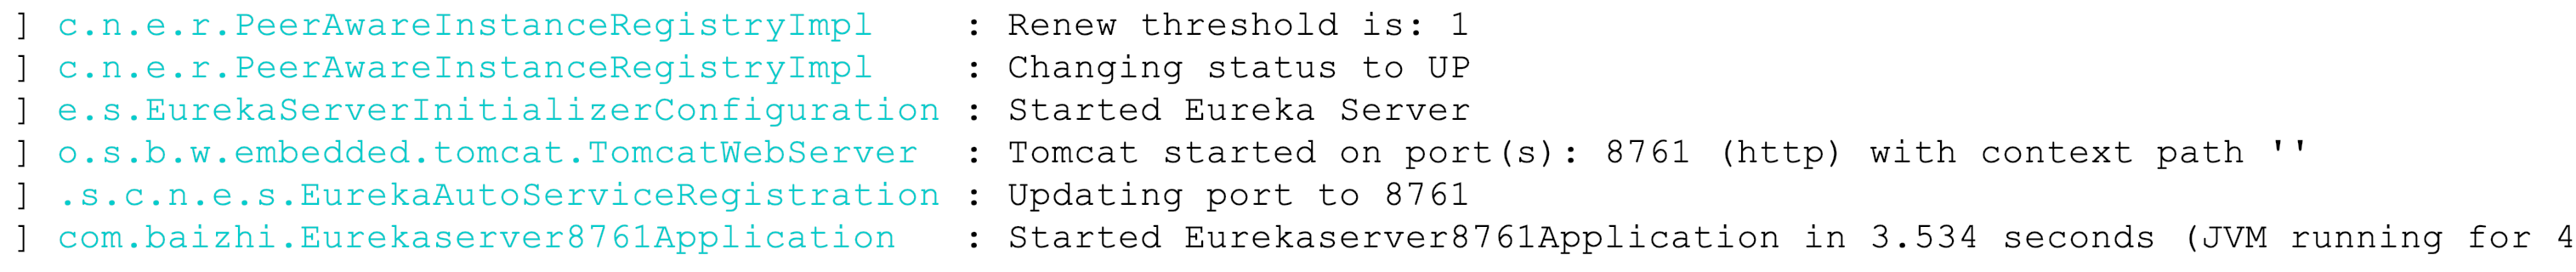 ] c.n.e.r.PeerAwareInstanceRegistryImpl    : Renew threshold is: 1
] c.n.e.r.PeerAwareInstanceRegistryImpl    : Changing status to UP
] e.s.EurekaServerInitializerConfiguration : Started Eureka Server
] o.s.b.w.embedded.tomcat.TomcatWebServer  : Tomcat started on port(s): 8761 (http) with context path ''
] .s.c.n.e.s.EurekaAutoServiceRegistration : Updating port to 8761
] com.baizhi.Eurekaserver8761Application   : Started Eurekaserver8761Application in 3.534 seconds (JVM running for 4